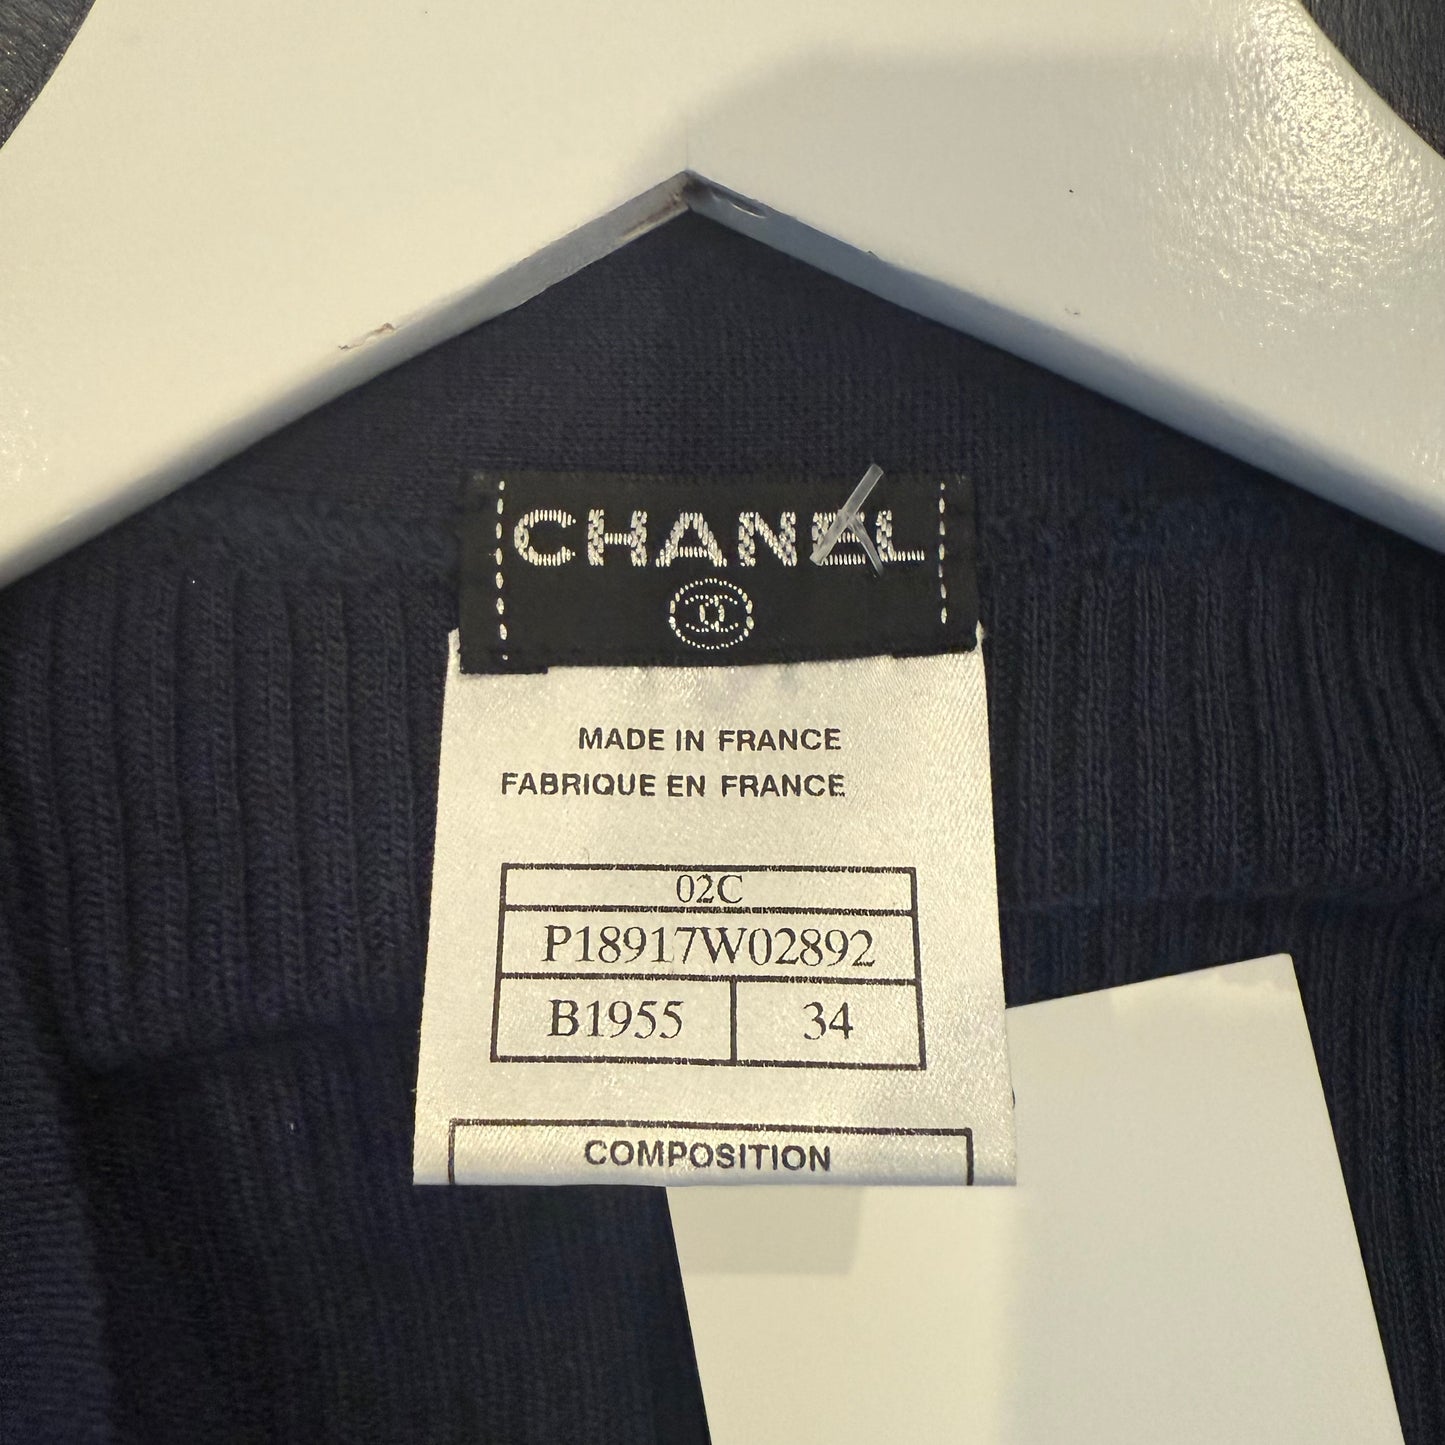 CHANEL
MADE IN FRANCE
FABRIQUE EN FRANCE
02C
P18917W02892
B1955 34
COMPOSITION